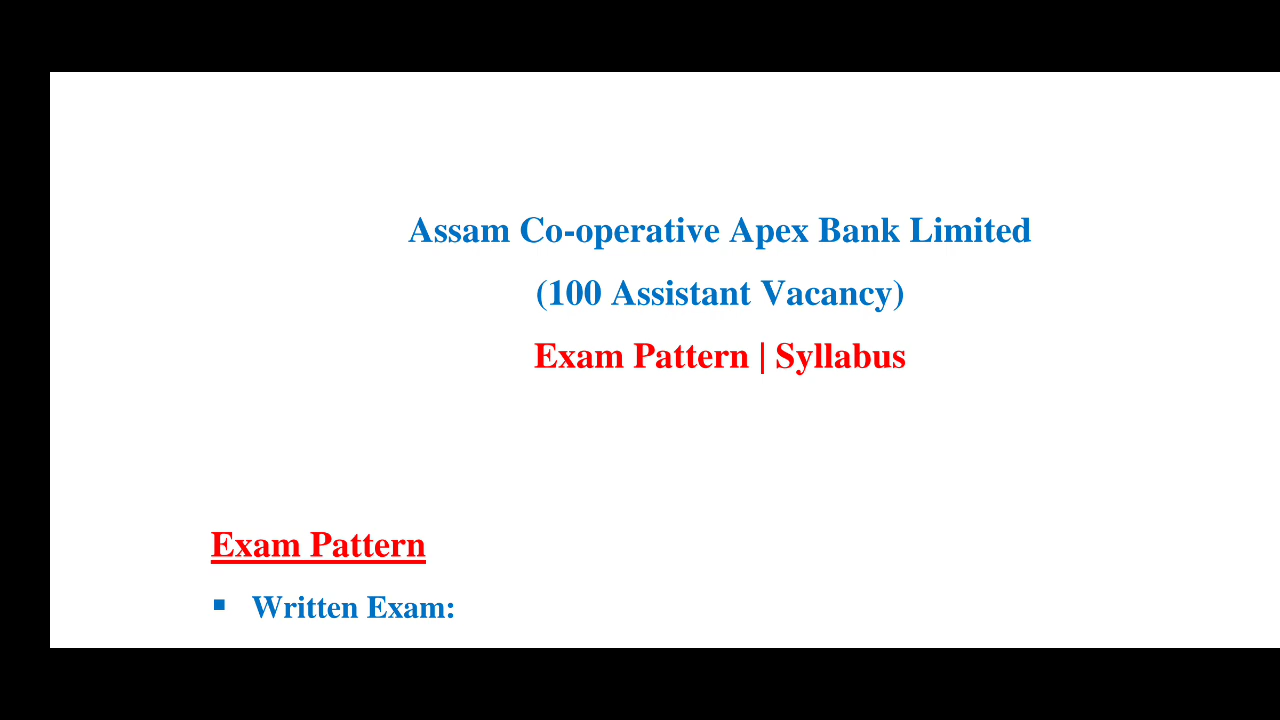 Assam Co-operative Apex Bank Limited
(100 Assistant Vacancy)
Exam Pattern | Syllabus
Exam Pattern
▪ Written Exam: